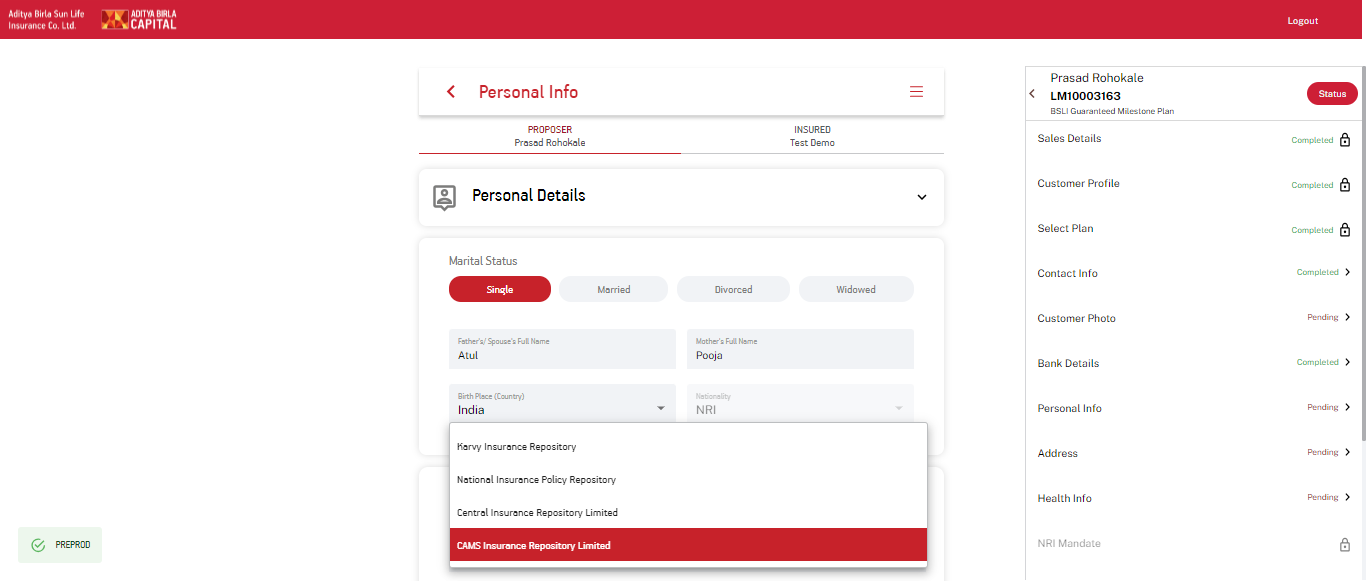 Aditya Birla Sun Life
Insurance Co. Ltd.
ADITYA BIRLA
CAPITAL
Logout
Personal Info
PROPOSER
Prasad Rohokale
INSURED
Test Demo
Personal Details
Marital Status
Single
Married
Divorced
Widowed
Father's/ Spouse's Full Name
Atul
Mother's Full Name
Pooja
Birth Place (Country)
India
Nationality
NRI
Karvy Insurance Repository
National Insurance Policy Repository
Central Insurance Repository Limited
CAMS Insurance Repository Limited
PREPROD
Prasad Rohokale
LM10003163
BSLI Guaranteed Milestone Plan
Status
Sales Details Completed
Customer Profile Completed
Select Plan Completed
Contact Info Completed
Customer Photo Pending
Bank Details Completed
Personal Info Pending
Address Pending
Health Info Pending
NRI Mandate